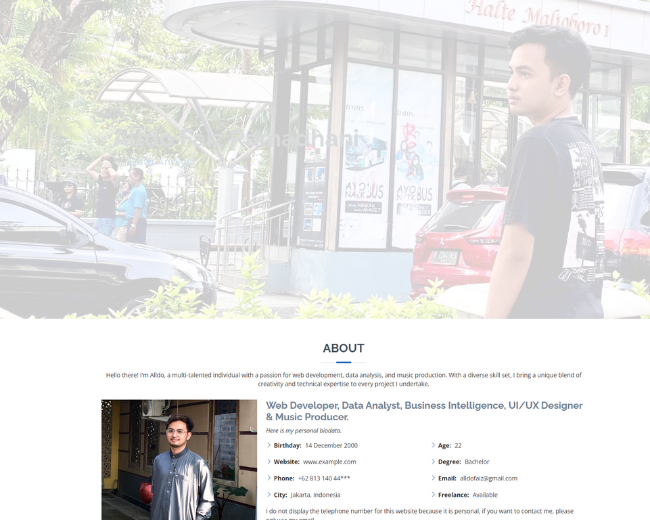 Halte Malioboro 1
AYO NAIK BUS
ABOUT
Hello there! I'm Alldo, a multi-talented individual with a passion for web development, data analysis, and music production. With a diverse skill set, I bring a unique blend of
creativity and technical expertise to every project I undertake.
Web Developer, Data Analyst, Business Intelligence, UI/UX Designer
& Music Producer.
Here is my personal biodata.
Birthday: 14 December 2000
Age: 22
Website: www.example.com
Degree: Bachelor
Phone: +62 813 140 44***
Email: alldofaiz@gmail.com
City: Jakarta, Indonesia
Freelance: Available
I do not display the telephone number for this website because it is personal, if you want to contact me, please